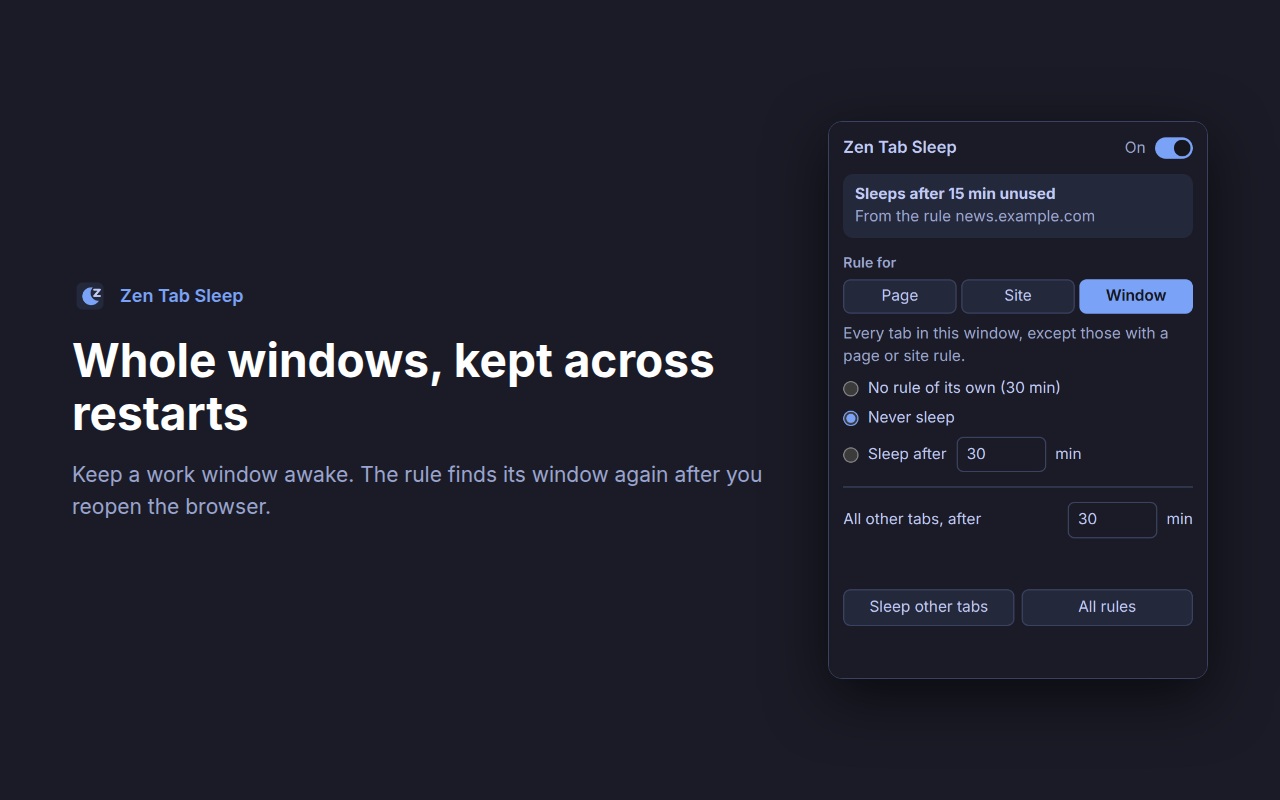 Zen Tab Sleep
Whole windows, kept across
restarts
Keep a work window awake. The rule finds its window again after you
reopen the browser.
Zen Tab Sleep
On
Sleeps after 15 min unused
From the rule news.example.com
Rule for
Page
Site
Window
Every tab in this window, except those with a
page or site rule.
No rule of its own (30 min)
Never sleep
Sleep after 30 min
All other tabs, after 30 min
Sleep other tabs
All rules